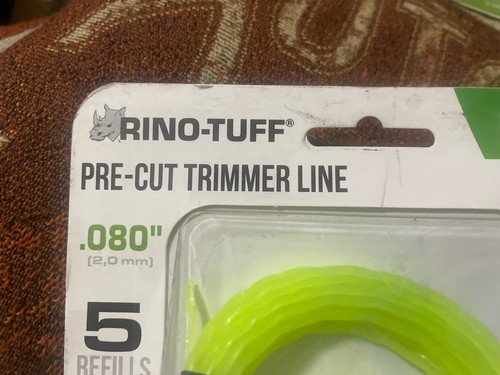 RINO-TUFF®
PRE-CUT TRIMMER LINE
.080"
(2,0 mm)
5
REFILLS